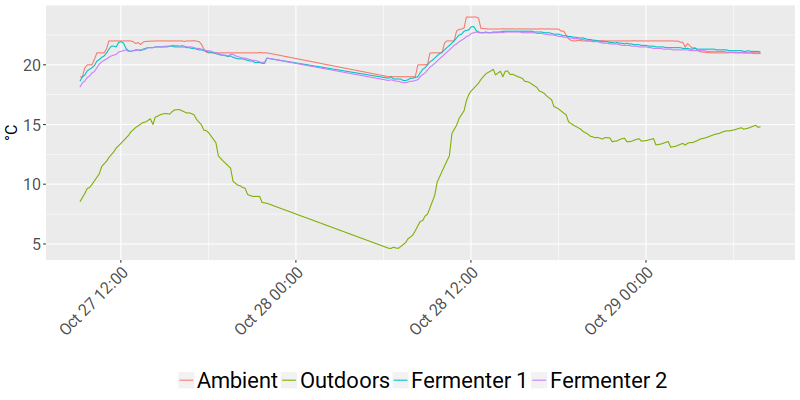 20
15
10
5
°C
Oct 27 12:00
Oct 28 00:00
Oct 28 12:00
Oct 29 00:00
Ambient Outdoors Fermenter 1 Fermenter 2